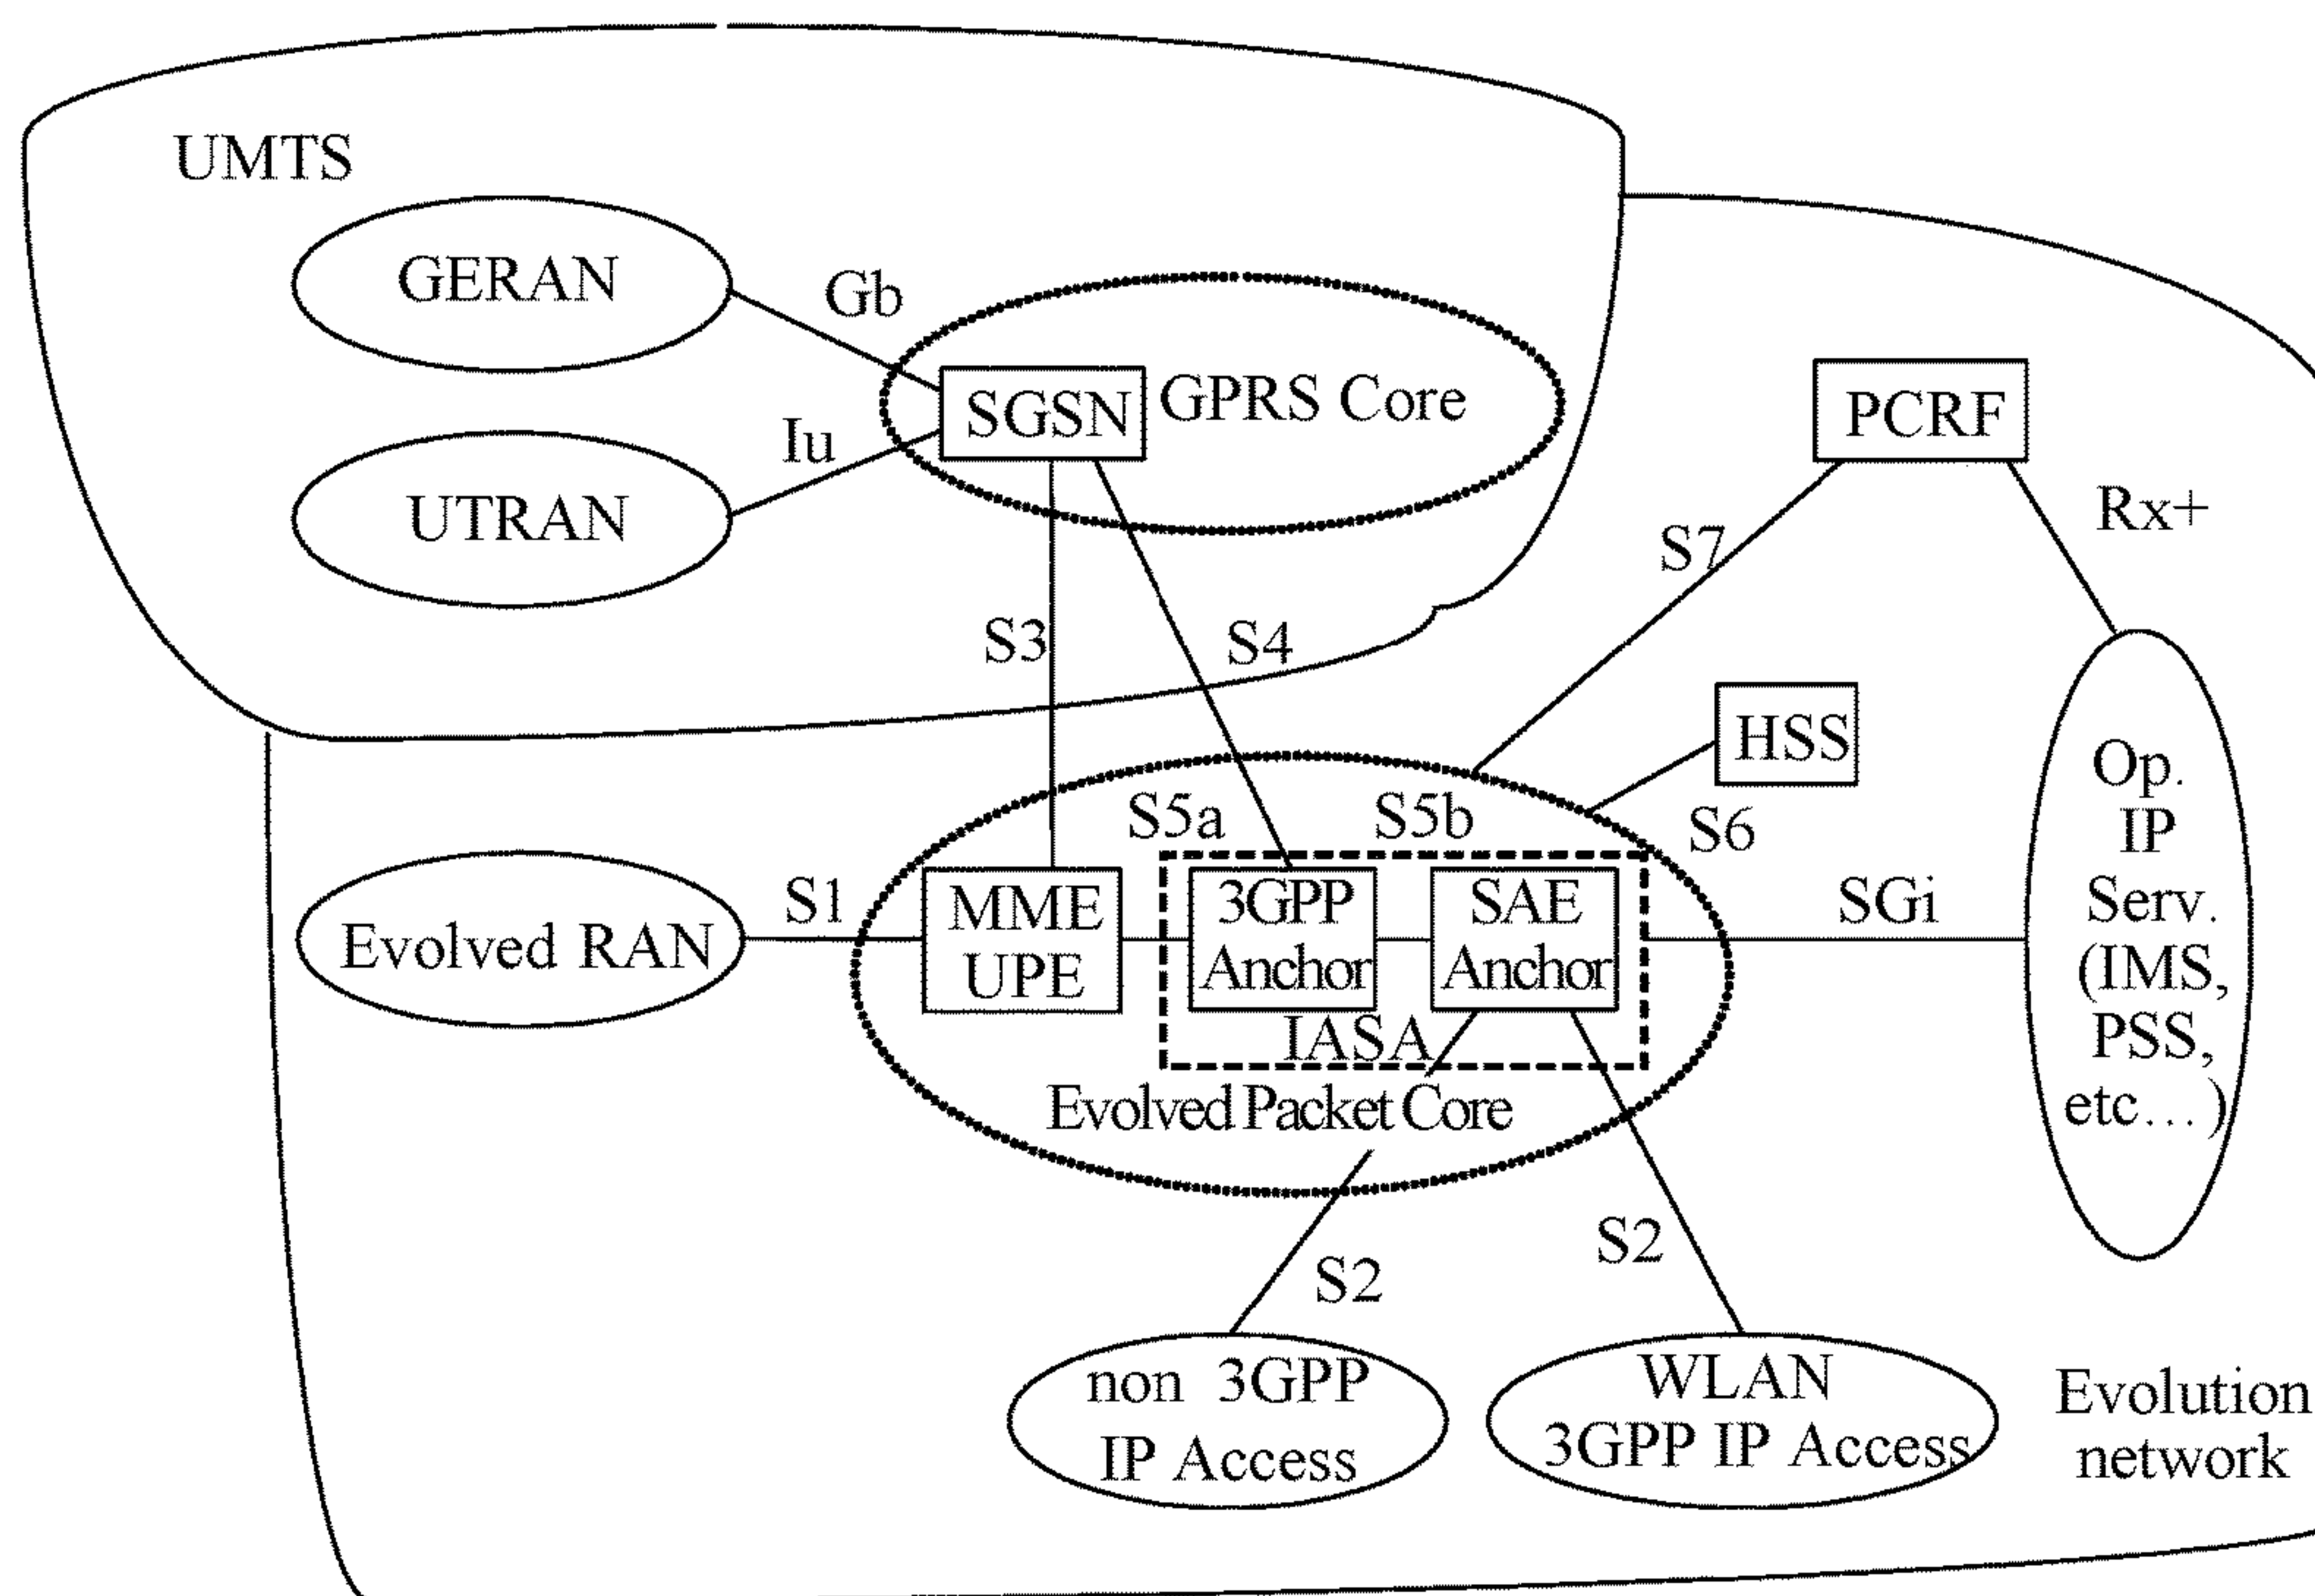 UMTS
GERAN
Gb
SGSN
GPRS Core
PCRF
Iu
UTRAN
Rx+
S7
S3
S4
HSS
S5a
S5b
S6
Op.
IP
Serv.
(IMS,
PSS,
etc...)
Evolved RAN
S1
MME
UPE
3GPP
Anchor
SAE
Anchor
SGi
IASA
Evolved Packet Core
S2
S2
non 3GPP
IP Access
WLAN
3GPP IP Access
Evolution
network